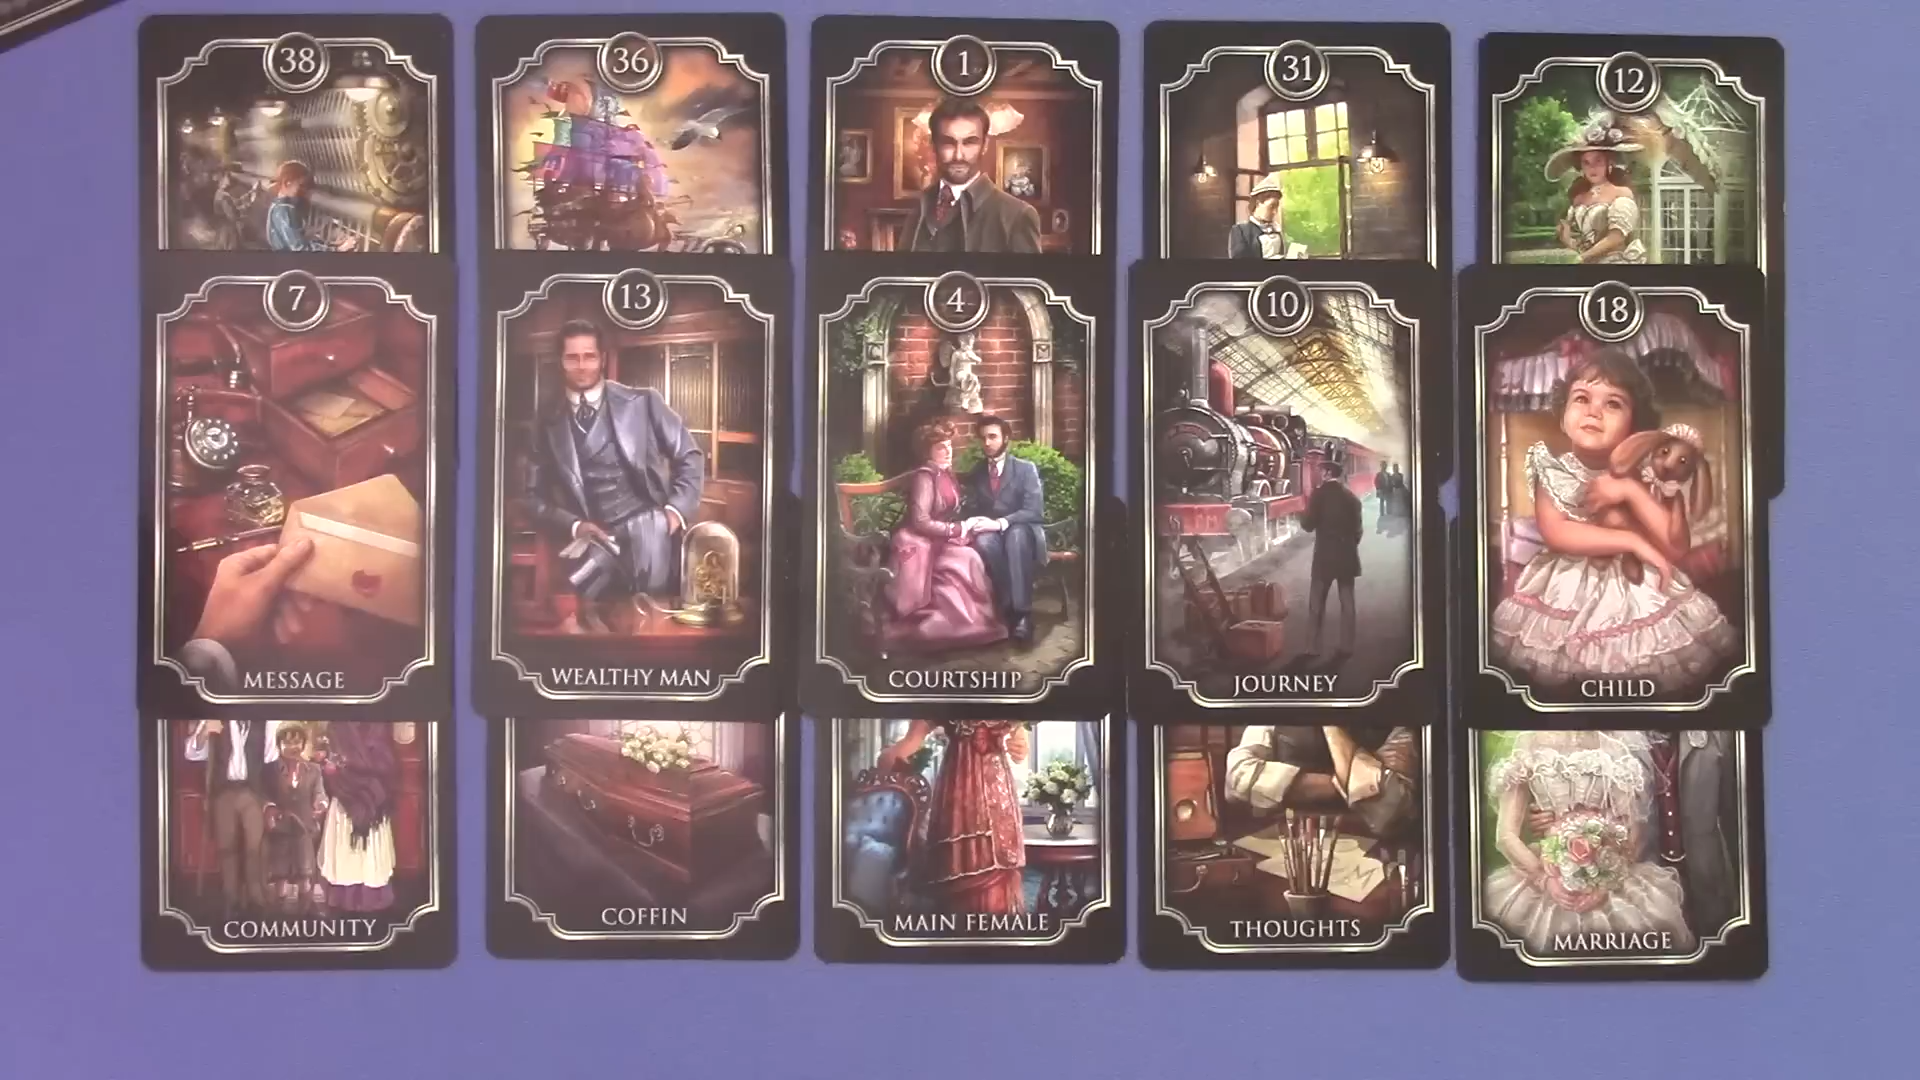 38
36
1
31
12
7
13
4
10
18
MESSAGE
WEALTHY MAN
COURTSHIP
JOURNEY
CHILD
COMMUNITY
COFFIN
MAIN FEMALE
THOUGHTS
MARRIAGE